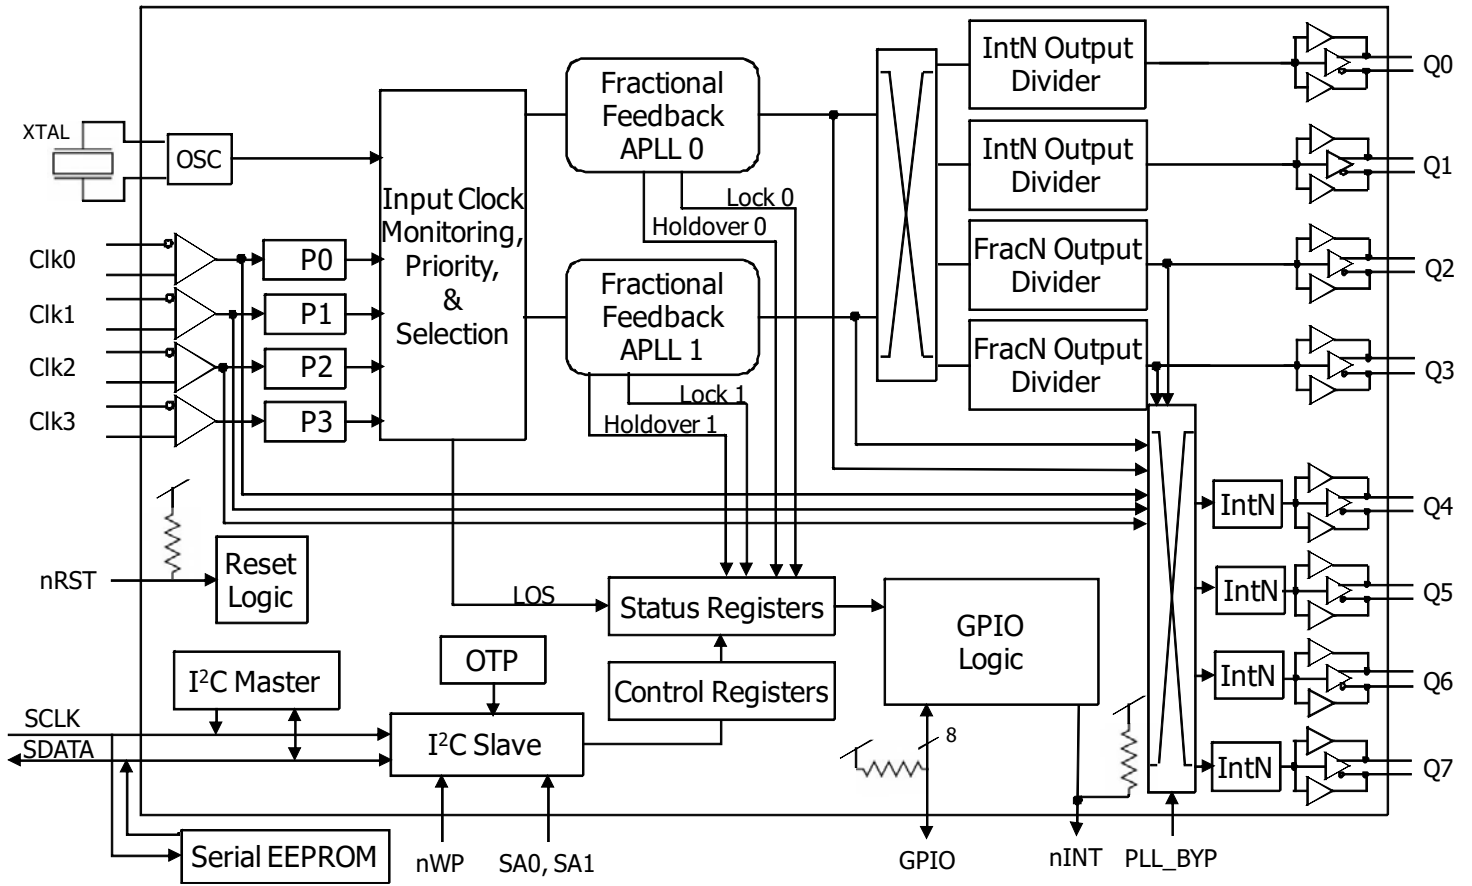 IntN Output
Divider
Q0
Fractional
Feedback
APLL 0
XTAL
OSC
IntN Output
Divider
Q1
Input Clock
Monitoring,
Priority,
&
Selection
Lock 0
Holdover 0
Clk0
P0
FracN Output
Divider
Q2
Clk1
P1
Fractional
Feedback
APLL 1
Clk2
P2
FracN Output
Divider
Q3
Clk3
P3
Lock 1
Holdover 1
IntN
Q4
nRST
Reset
Logic
LOS
Status Registers
GPIO
Logic
IntN
Q5
OTP
I²C Master
Control Registers
IntN
Q6
SCLK
SDATA
I²C Slave
8
IntN
Q7
Serial EEPROM
nWP
SA0, SA1
GPIO
nINT
PLL_BYP